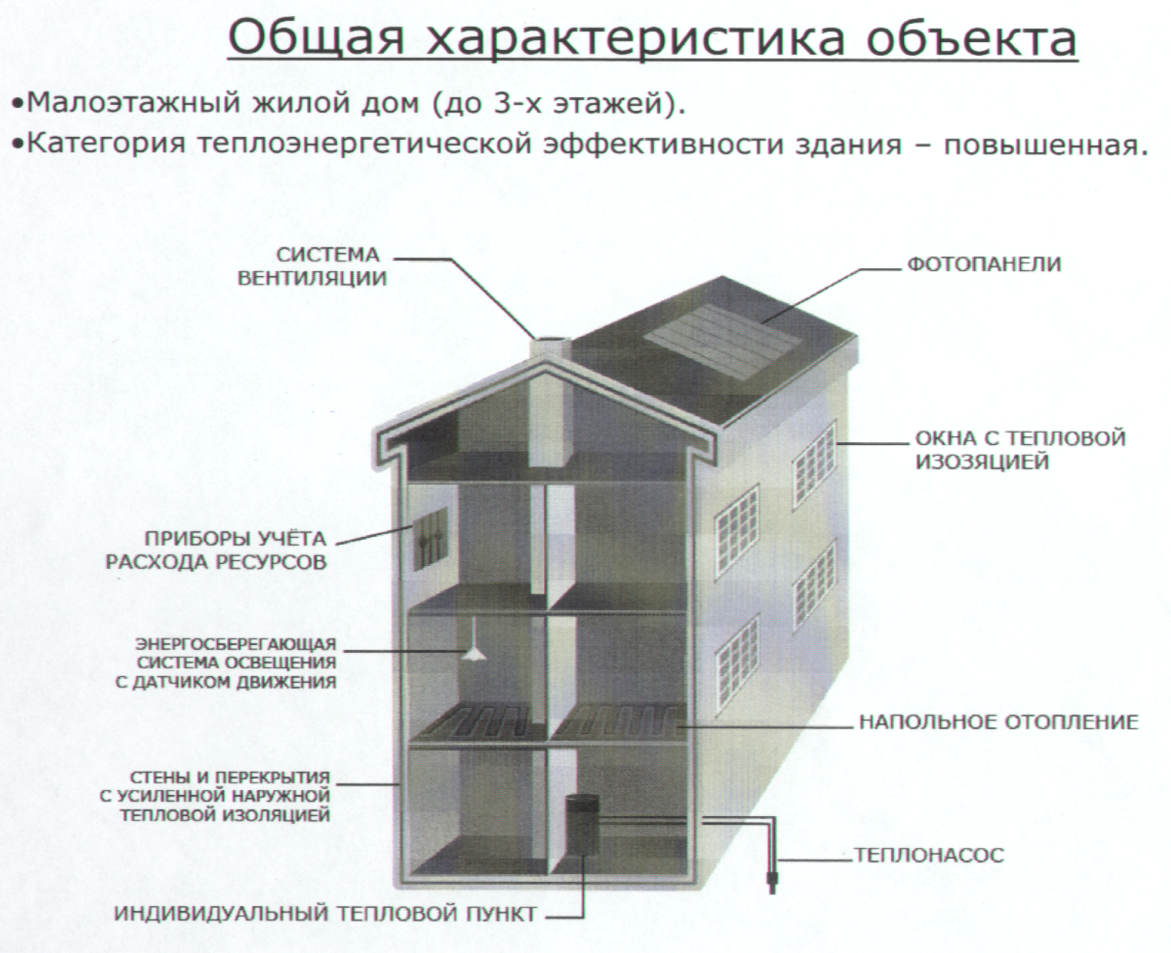 Общая характеристика объекта
•Малоэтажный жилой дом (до 3-х этажей).
•Категория теплоэнергетической эффективности здания – повышенная.
СИСТЕМА
ВЕНТИЛЯЦИИ
ФОТОПАНЕЛИ
ОКНА С ТЕПЛОВОЙ
ИЗОЗЯЦИЕЙ
ПРИБОРЫ УЧЁТА
РАСХОДА РЕСУРСОВ
ЭНЕРГОСБЕРЕГАЮЩАЯ
СИСТЕМА ОСВЕЩЕНИЯ
С ДАТЧИКОМ ДВИЖЕНИЯ
НАПОЛЬНОЕ ОТОПЛЕНИЕ
СТЕНЫ И ПЕРЕКРЫТИЯ
С УСИЛЕННОЙ НАРУЖНОЙ
ТЕПЛОВОЙ ИЗОЛЯЦИЕЙ
ТЕПЛОНАСОС
ИНДИВИДУАЛЬНЫЙ ТЕПЛОВОЙ ПУНКТ